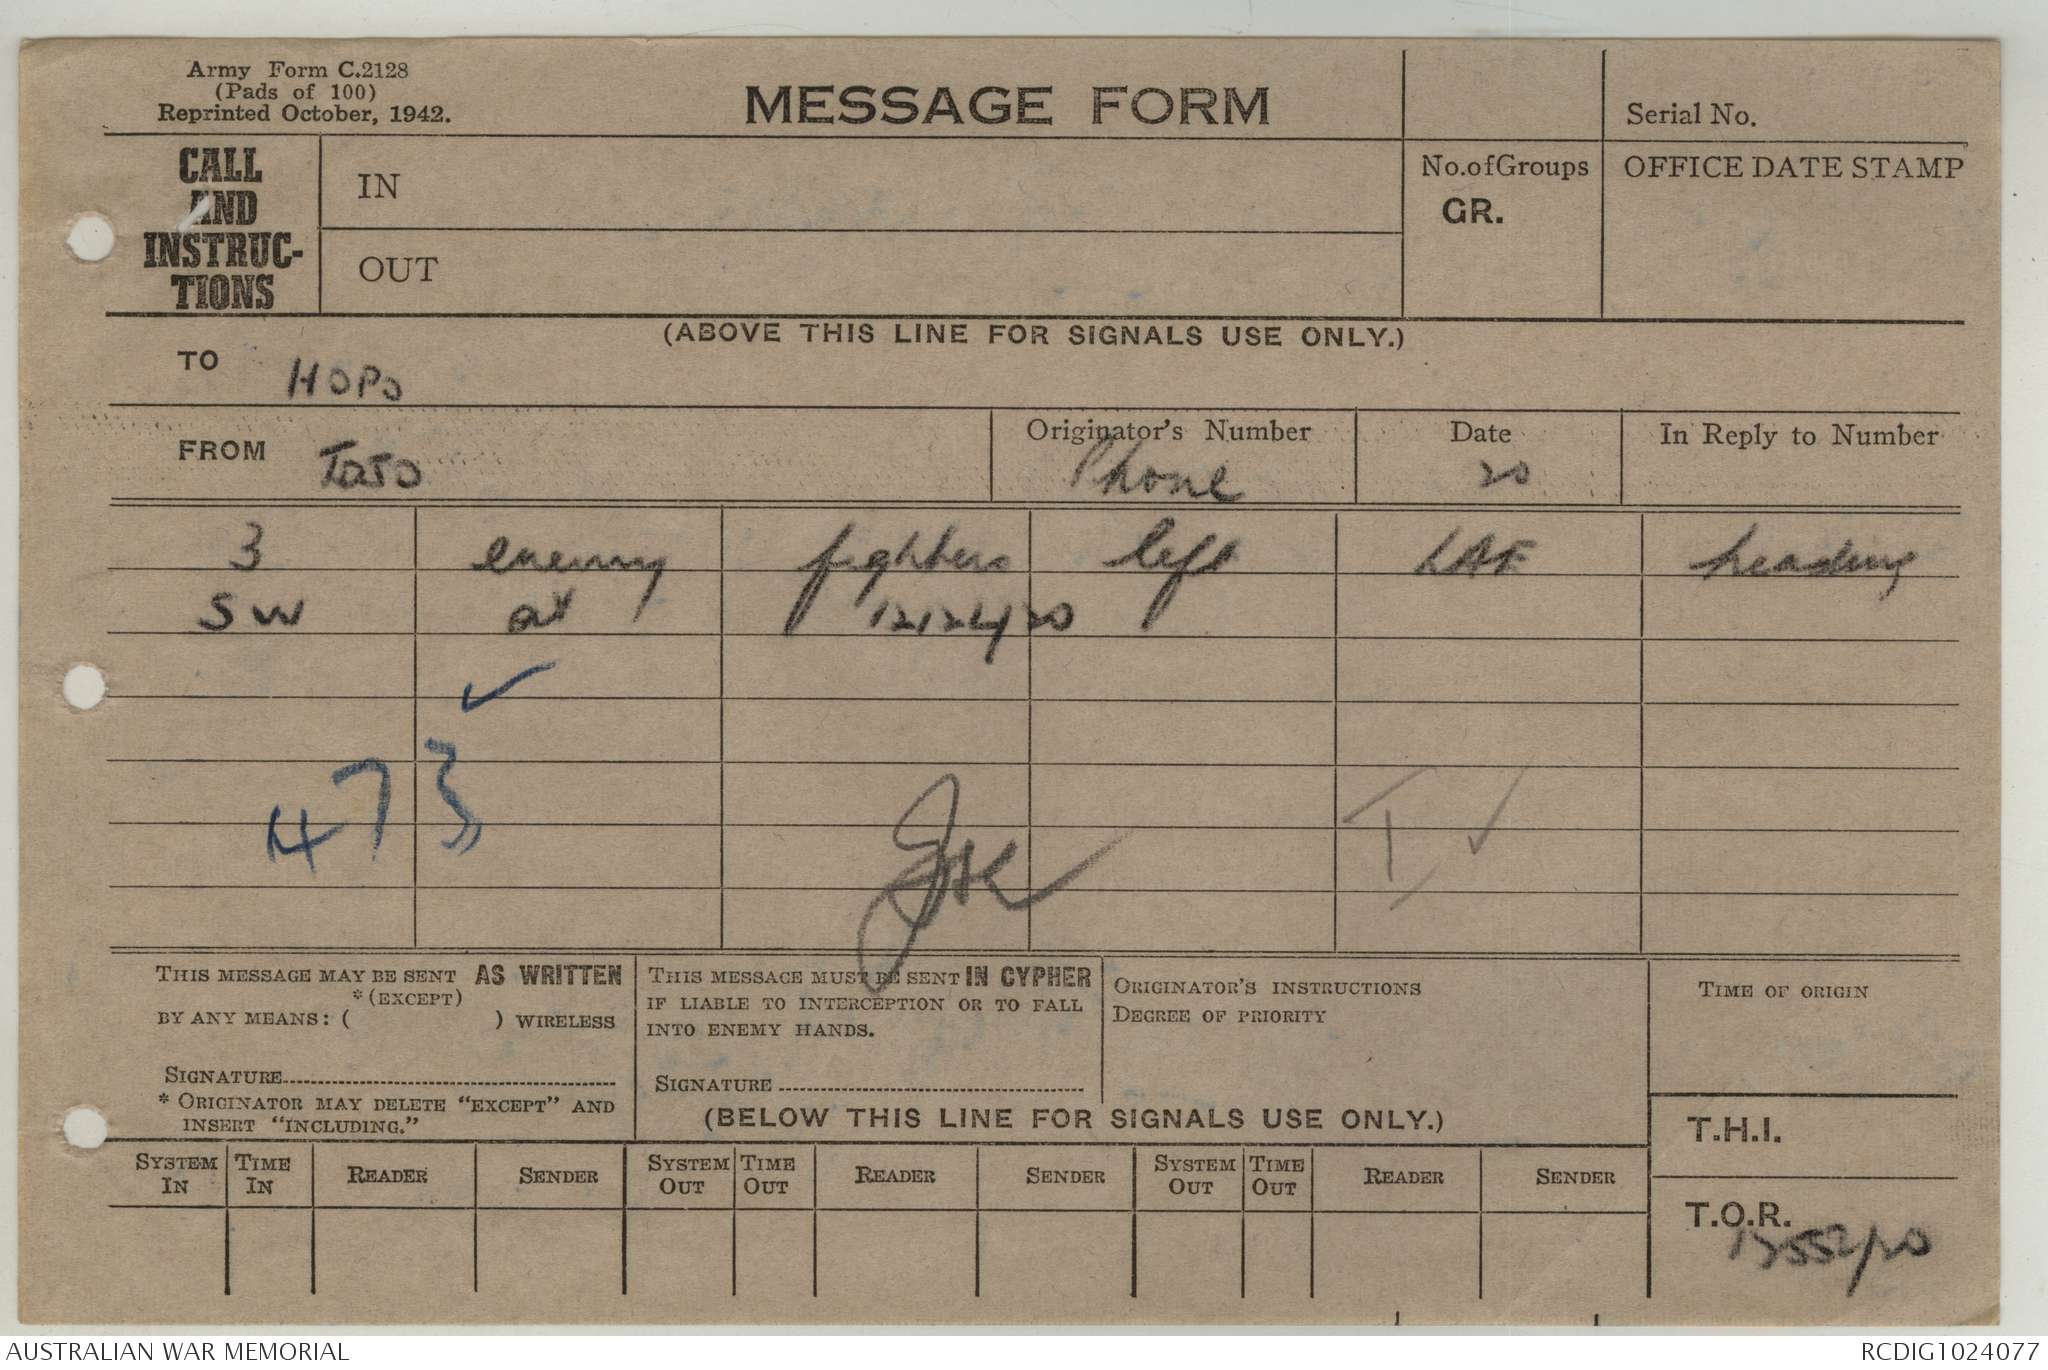 Army Form C.2128
(Pads of 100)
Reprinted October, 1942.
MESSAGE FORM
Serial No.
CALL AND INSTRUC-TIONS
IN
OUT
No.ofGroups
GR.
OFFICE DATE STAMP
(ABOVE THIS LINE FOR SIGNALS USE ONLY.)
TO HOPO
FROM TOJO
Originator's Number
Phone
Date
20
In Reply to Number
3 enemy fighters left LAE heading
SW at
✓
473
I ✓
THIS MESSAGE MAY BE SENT AS WRITTEN
*(EXCEPT)
BY ANY MEANS: ( ) WIRELESS
SIGNATURE
* ORIGINATOR MAY DELETE "EXCEPT" AND
INSERT "INCLUDING."
THIS MESSAGE MUST BE SENT IN CYPHER
IF LIABLE TO INTERCEPTION OR TO FALL
INTO ENEMY HANDS.
SIGNATURE
ORIGINATOR'S INSTRUCTIONS
DEGREE OF PRIORITY
TIME OF ORIGIN
(BELOW THIS LINE FOR SIGNALS USE ONLY.)
T.H.I.
SYSTEM IN TIME IN READER SENDER SYSTEM OUT TIME OUT READER SENDER SYSTEM OUT TIME OUT READER SENDER
T.O.R.
AUSTRALIAN WAR MEMORIAL
RCDIG1024077